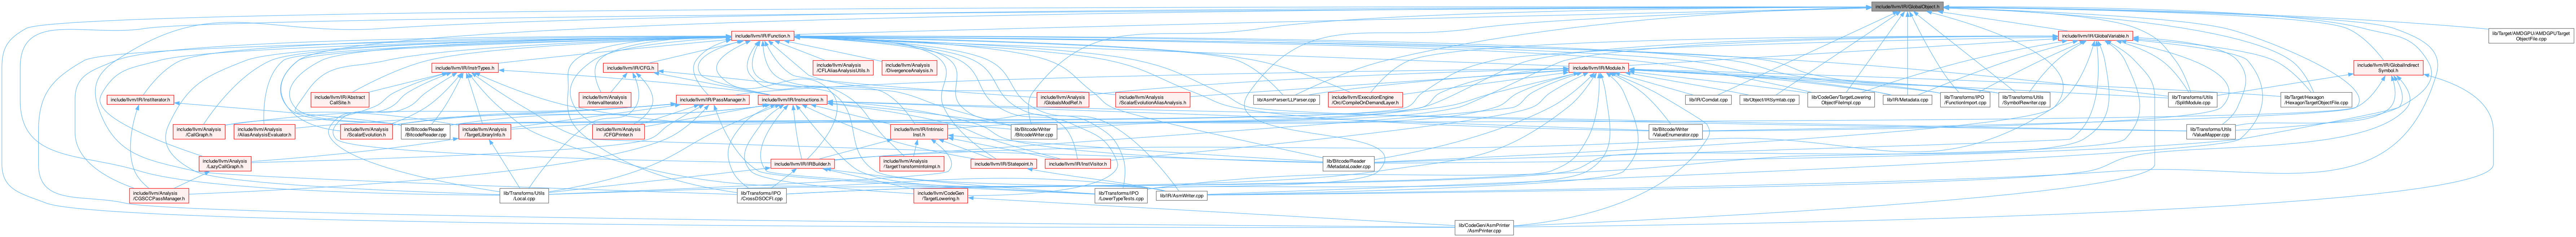 include/llvm/IR/GlobalObject.h
include/llvm/IR/Function.h
include/llvm/IR/GlobalVariable.h
lib/Target/AMDGPU/AMDGPUTarget
ObjectFile.cpp
include/llvm/IR/InstrTypes.h
include/llvm/IR/CFG.h
include/llvm/Analysis
/CFLAliasAnalysisUtils.h
include/llvm/Analysis
/DivergenceAnalysis.h
include/llvm/IR/Module.h
include/llvm/IR/GlobalIndirect
Symbol.h
include/llvm/IR/InstIterator.h
include/llvm/IR/Abstract
CallSite.h
include/llvm/Analysis
/IntervalIterator.h
include/llvm/IR/PassManager.h
include/llvm/IR/Instructions.h
include/llvm/Analysis
/GlobalsModRef.h
include/llvm/Analysis
/ScalarEvolutionAliasAnalysis.h
lib/AsmParser/LLParser.cpp
include/llvm/ExecutionEngine
/Orc/CompileOnDemandLayer.h
lib/IR/Comdat.cpp
lib/Object/IRSymtab.cpp
lib/CodeGen/TargetLowering
ObjectFileImpl.cpp
lib/IR/Metadata.cpp
lib/Transforms/IPO
/FunctionImport.cpp
lib/Transforms/Utils
/SymbolRewriter.cpp
lib/Transforms/Utils
/SplitModule.cpp
lib/Target/Hexagon
/HexagonTargetObjectFile.cpp
include/llvm/Analysis
/CallGraph.h
include/llvm/Analysis
/AliasAnalysisEvaluator.h
include/llvm/Analysis
/ScalarEvolution.h
lib/Bitcode/Reader
/BitcodeReader.cpp
include/llvm/Analysis
/TargetLibraryInfo.h
include/llvm/Analysis
/CFGPrinter.h
include/llvm/IR/Intrinsic
Inst.h
lib/Bitcode/Writer
/BitcodeWriter.cpp
lib/Bitcode/Writer
/ValueEnumerator.cpp
lib/Transforms/Utils
/ValueMapper.cpp
include/llvm/Analysis
/LazyCallGraph.h
include/llvm/IR/IRBuilder.h
include/llvm/Analysis
/TargetTransformInfoImpl.h
include/llvm/IR/Statepoint.h
include/llvm/IR/InstVisitor.h
lib/Bitcode/Reader
/MetadataLoader.cpp
include/llvm/Analysis
/CGSCCPassManager.h
lib/Transforms/Utils
/Local.cpp
lib/Transforms/IPO
/CrossDSOCFI.cpp
include/llvm/CodeGen
/TargetLowering.h
lib/Transforms/IPO
/LowerTypeTests.cpp
lib/IR/AsmWriter.cpp
lib/CodeGen/AsmPrinter
/AsmPrinter.cpp